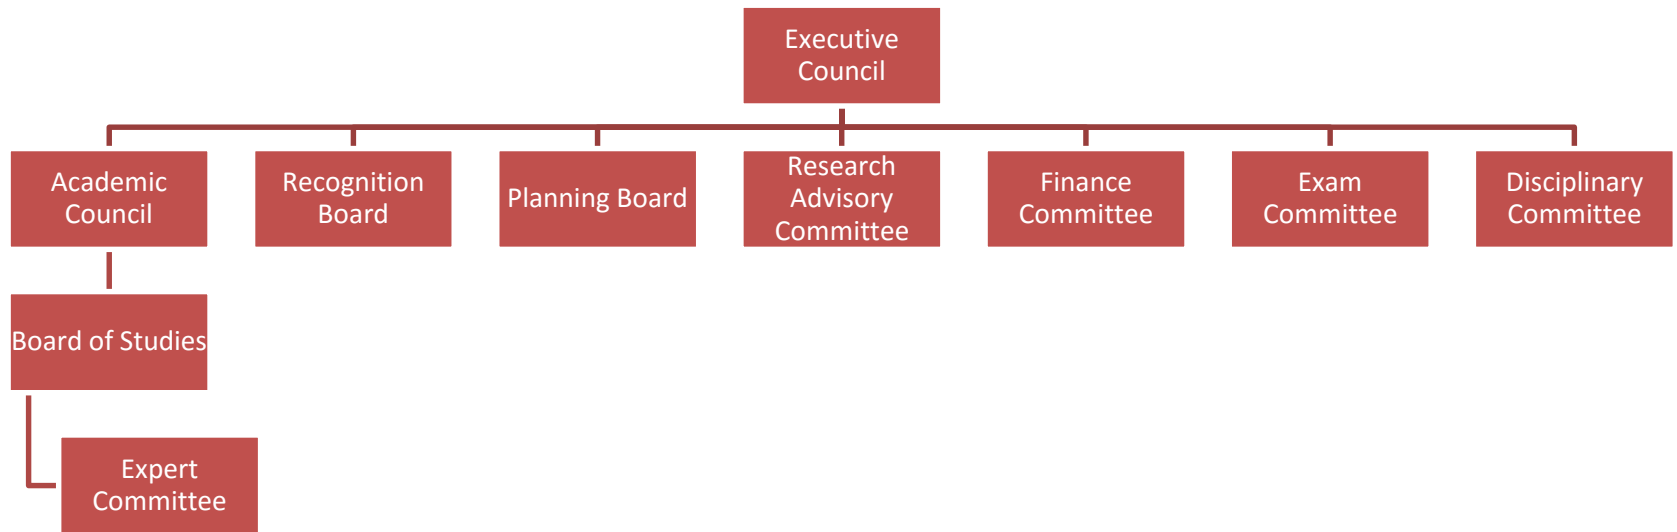 Executive
Council
Academic
Council
Recognition
Board
Planning Board
Research
Advisory
Committee
Finance
Committee
Exam
Committee
Disciplinary
Committee
Board of Studies
Expert
Committee